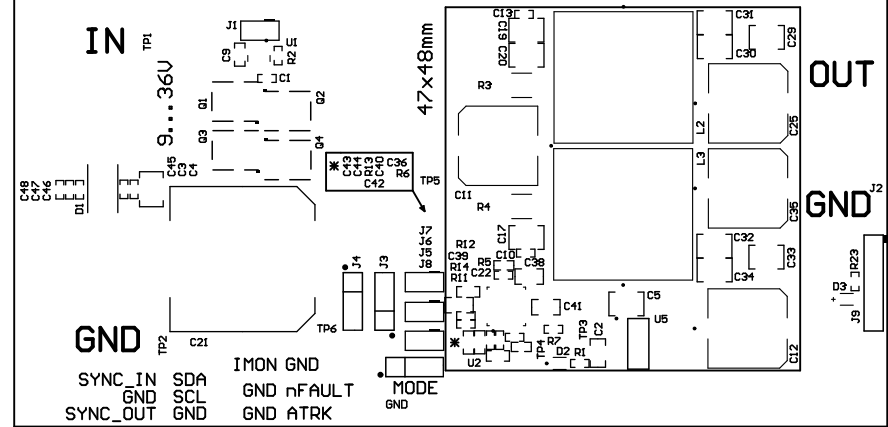 IN
TP1
9...36V
J1
C9
U1
R2
C1
Q1
Q2
Q3
Q4
47x48mm
C13
C19
C20
R3
C31
C30
C29
OUT
L2
C25
C45
C3
C4
C48
C47
C46
D1
* C43
C44
R13
C40
C36
R6
C42
TP5
C11
R4
L3
C35
GND
J2
J7
J6
J5
J8
R12
C39
R14
R11
C17
C10
R5
C22
C38
C32
C34
C33
J4
J3
C41
C5
R23
D3
+
J9
GND
TP2
C21
TP6
*
U2
TP4
R7
D2
TP3
R1
C2
U5
C12
IMON GND
SYNC_IN SDA
GND SCL
SYNC_OUT GND
GND nFAULT
GND ATRK
MODE
GND